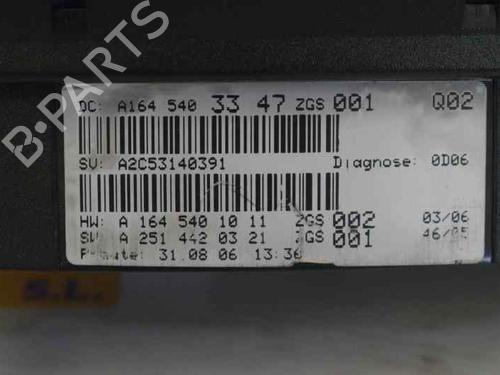 B-PARTS
DC: A164 540 33 47 ZGS 001 Q02
SV: A2C53140391 Diagnose: 0D06
HW: A 164 540 10 11 ZGS 002 03/06
SW: A 251 442 03 21 ZGS 001 46/05
31.08 06 13:36
S.L.